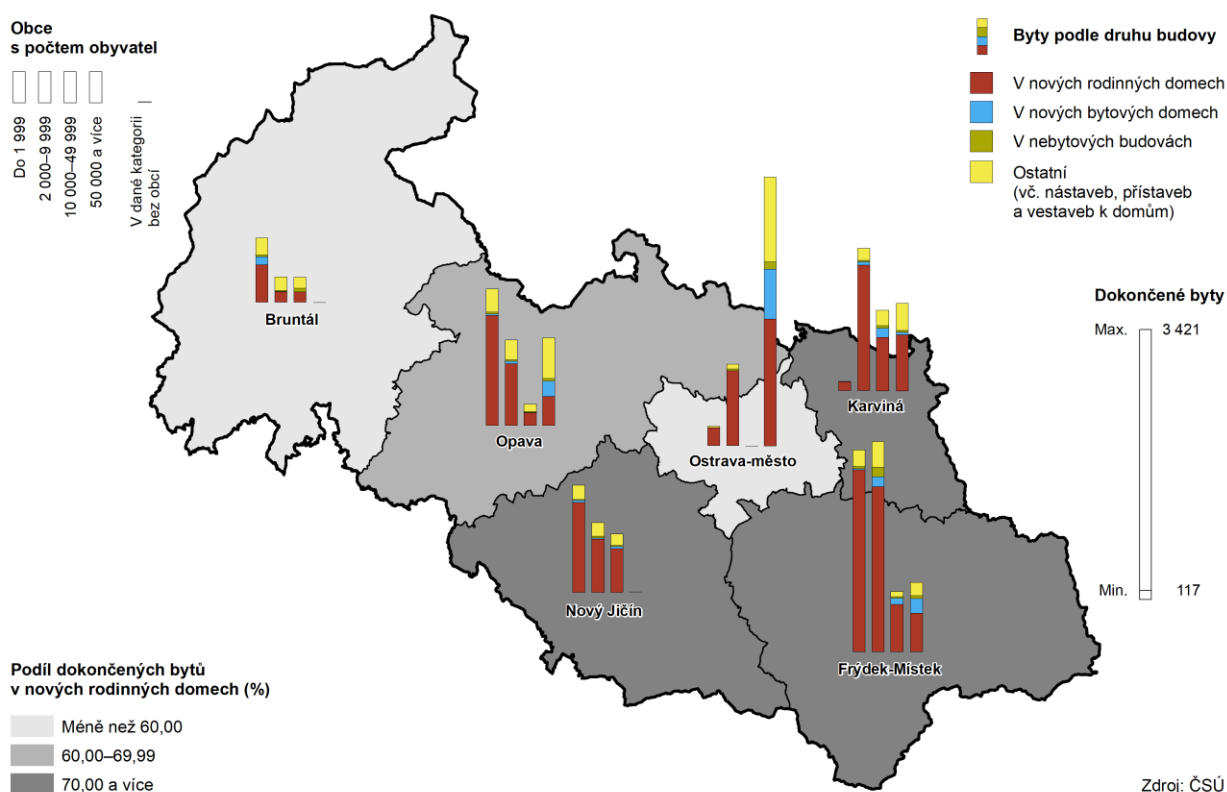 Obce
s počtem obyvatel
Do 1 999
2 000–9 999
10 000–49 999
50 000 a více
V dané kategorii
bez obcí
Byty podle druhu budovy
V nových rodinných domech
V nových bytových domech
V nebytových budovách
Ostatní
(vč. nástaveb, přístaveb
a vestaveb k domům)
Bruntál
Opava
Ostrava-město
Karviná
Nový Jičín
Frýdek-Místek
Dokončené byty
Max. 3 421
Min. 117
Podíl dokončených bytů
v nových rodinných domech (%)
Méně než 60,00
60,00–69,99
70,00 a více
Zdroj: ČSÚ